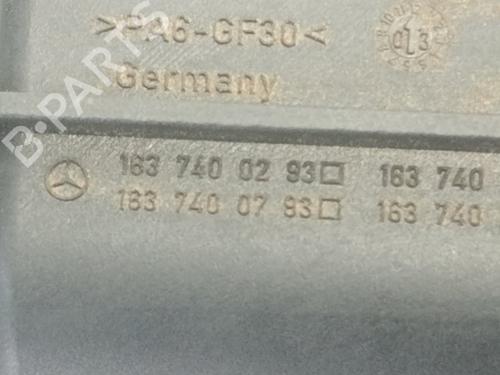 >PA6-GF30<
Germany
163 740 02 93□ 163 740
163 740 07 93□ 163 740
B-PARTS